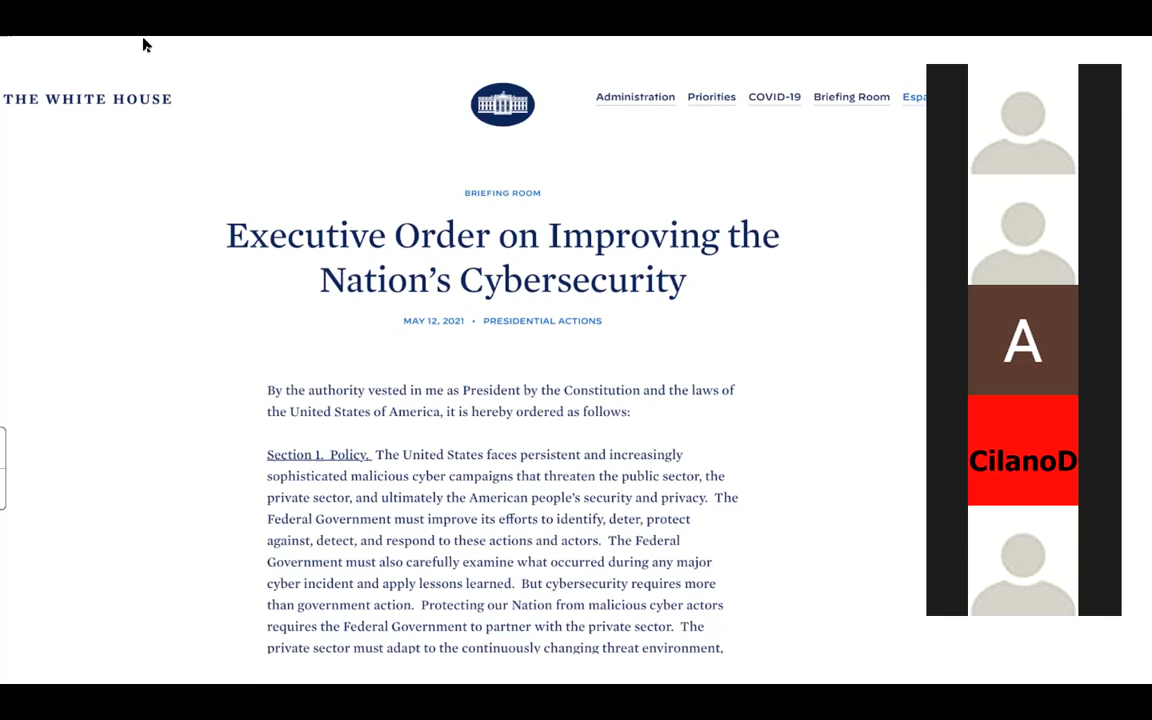 THE WHITE HOUSE
Administration Priorities COVID-19 Briefing Room Espa
BRIEFING ROOM
Executive Order on Improving the
Nation’s Cybersecurity
MAY 12, 2021 • PRESIDENTIAL ACTIONS
By the authority vested in me as President by the Constitution and the laws of
the United States of America, it is hereby ordered as follows:
Section 1. Policy. The United States faces persistent and increasingly
sophisticated malicious cyber campaigns that threaten the public sector, the
private sector, and ultimately the American people’s security and privacy. The
Federal Government must improve its efforts to identify, deter, protect
against, detect, and respond to these actions and actors. The Federal
Government must also carefully examine what occurred during any major
cyber incident and apply lessons learned. But cybersecurity requires more
than government action. Protecting our Nation from malicious cyber actors
requires the Federal Government to partner with the private sector. The
private sector must adapt to the continuously changing threat environment,
A
CilanoD